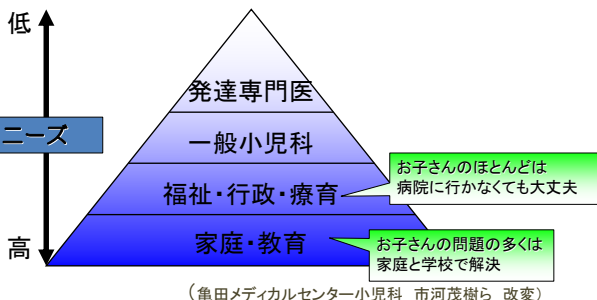 低
発達専門医
ニーズ
一般小児科
お子さんのほとんどは
病院に行かなくても大丈夫
福祉・行政・療育
高
家庭・教育
お子さんの問題の多くは
家庭と学校で解決
（亀田メディカルセンター小児科 市河茂樹ら 改変）